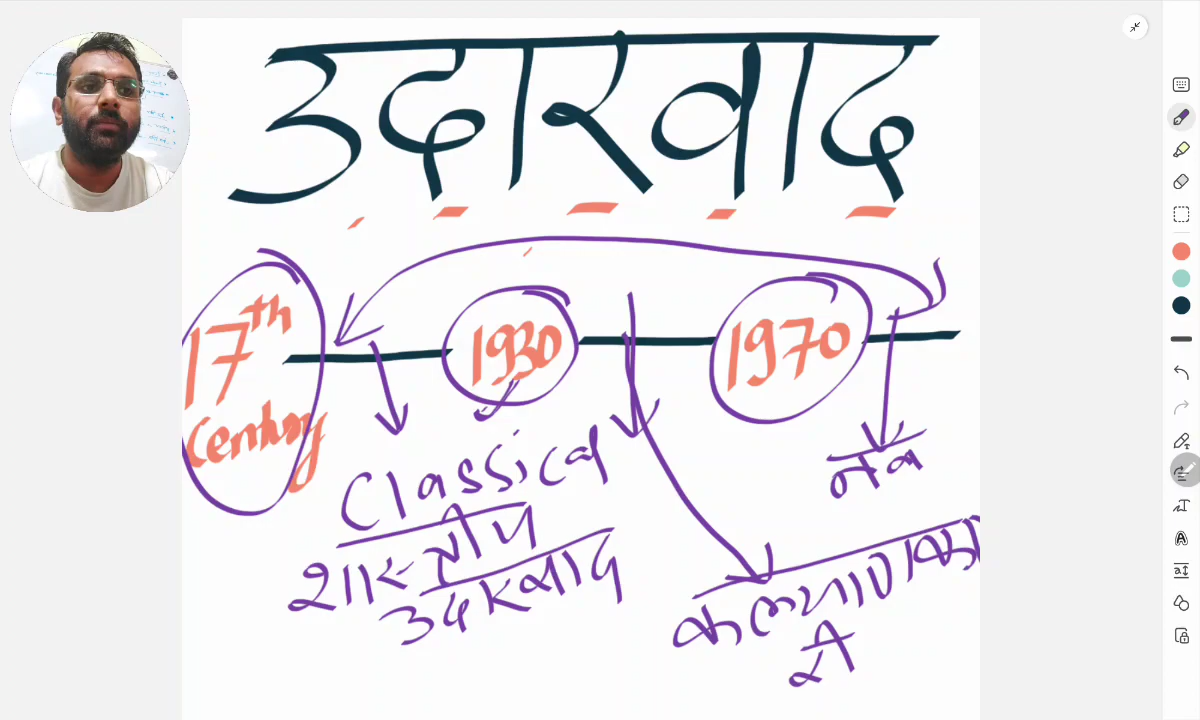 उदारवाद
17th
Century
1930
1970
Classical
शास्त्रीय
उदारवाद
नव
कल्याणकारी